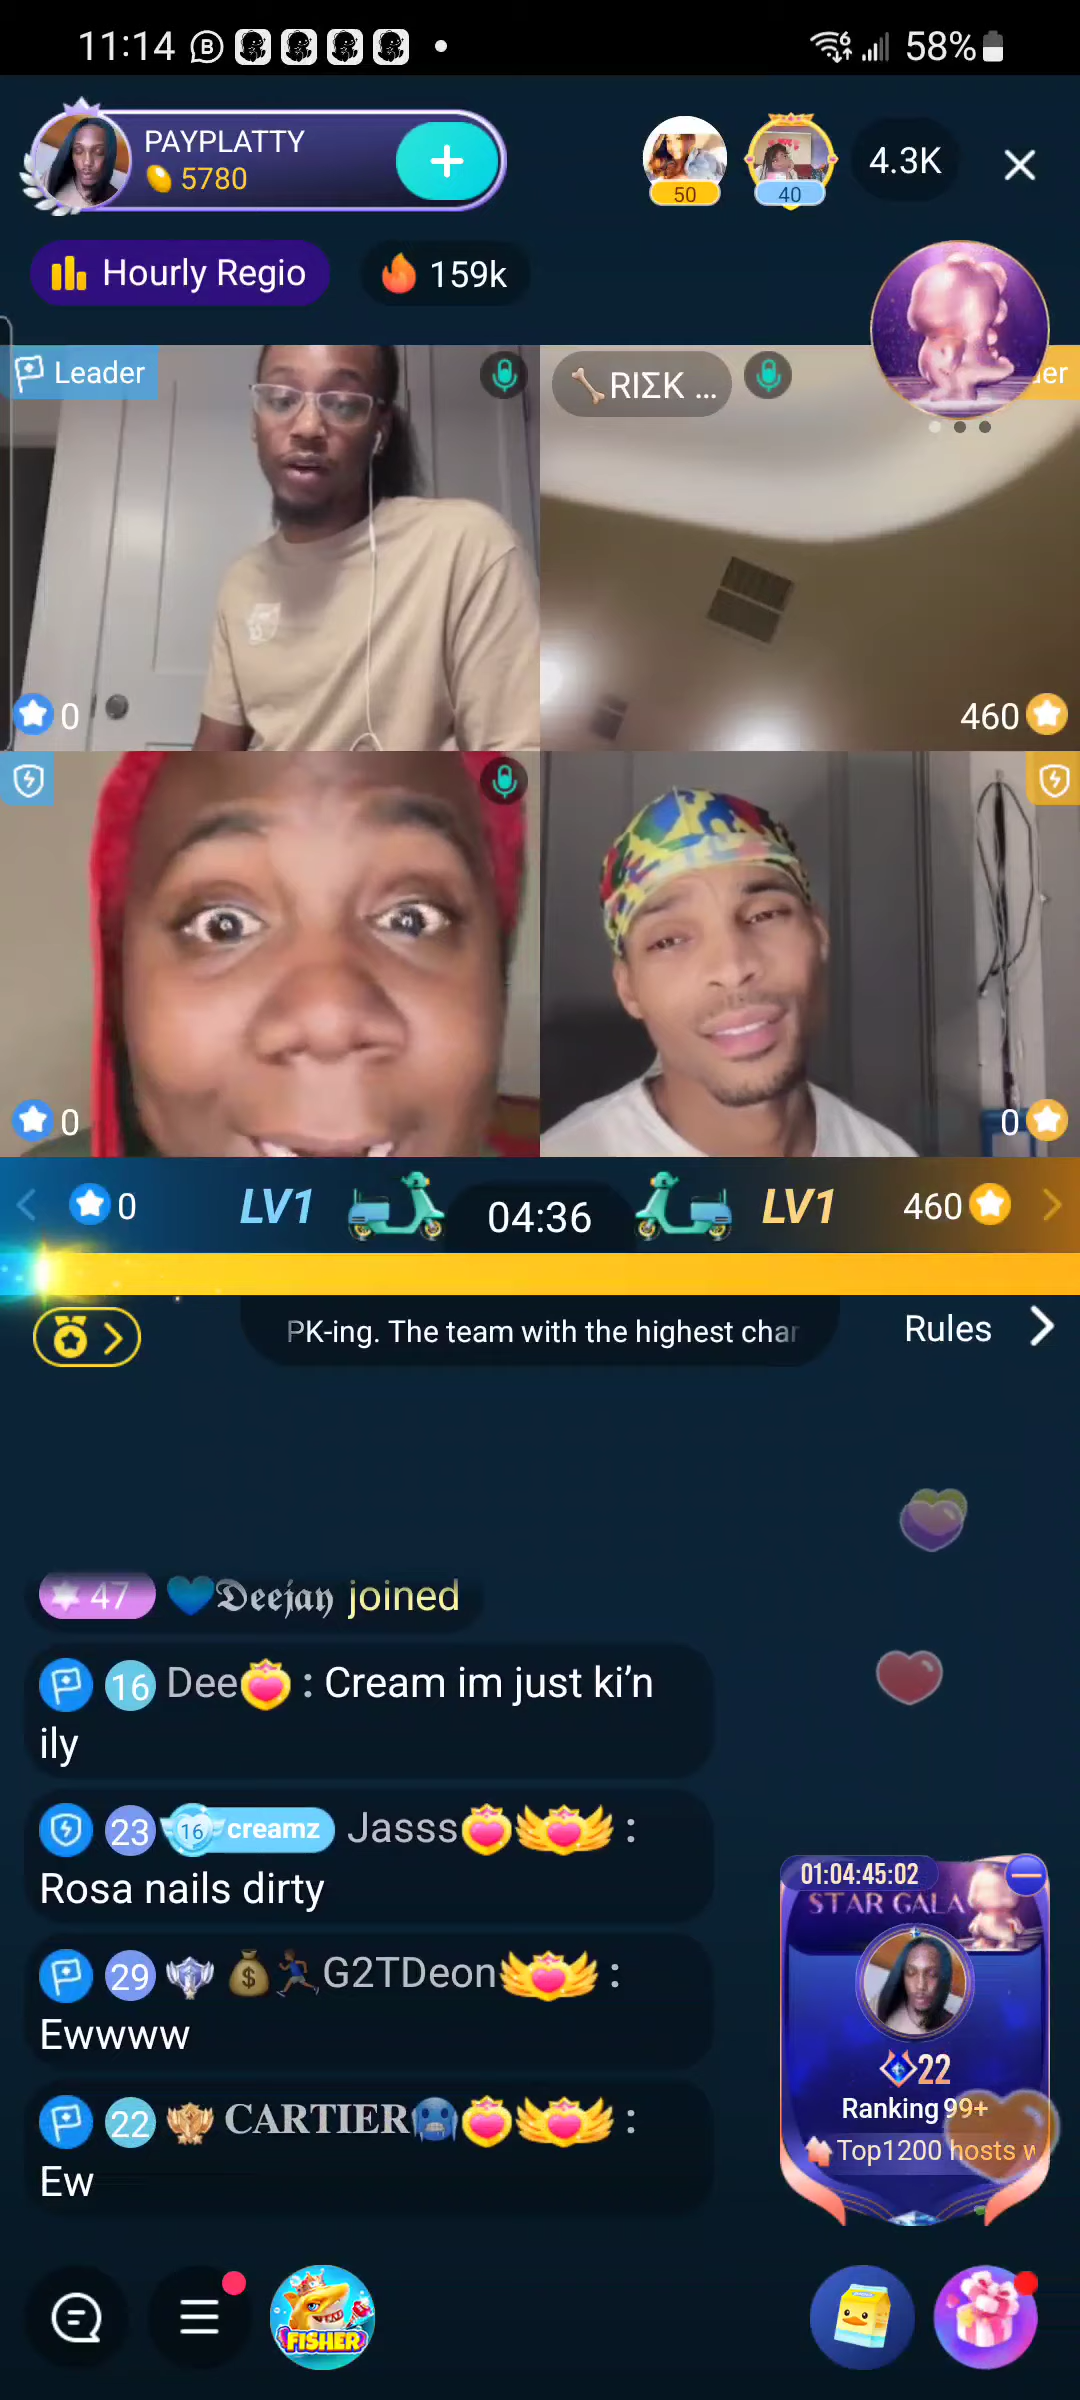 11:14
58%
PAYPLATTY
5780
50
40
4.3K
Hourly Regio
159k
Leader
RIΣK ...
der
0
460
0
0
0
LV1
04:36
LV1
460
PK-ing. The team with the highest char
Rules
47 𝕯𝖊𝖊𝖏𝖆𝖞 joined
16 Dee : Cream im just ki’n
ily
23 16 creamz Jasss :
Rosa nails dirty
29 G2TDeon :
Ewwww
22 𝐂𝐀𝐑𝐓𝐈𝐄𝐑 :
Ew
01:04:45:02
STAR GALA
22
Ranking 99+
Top1200 hosts w
FISHER